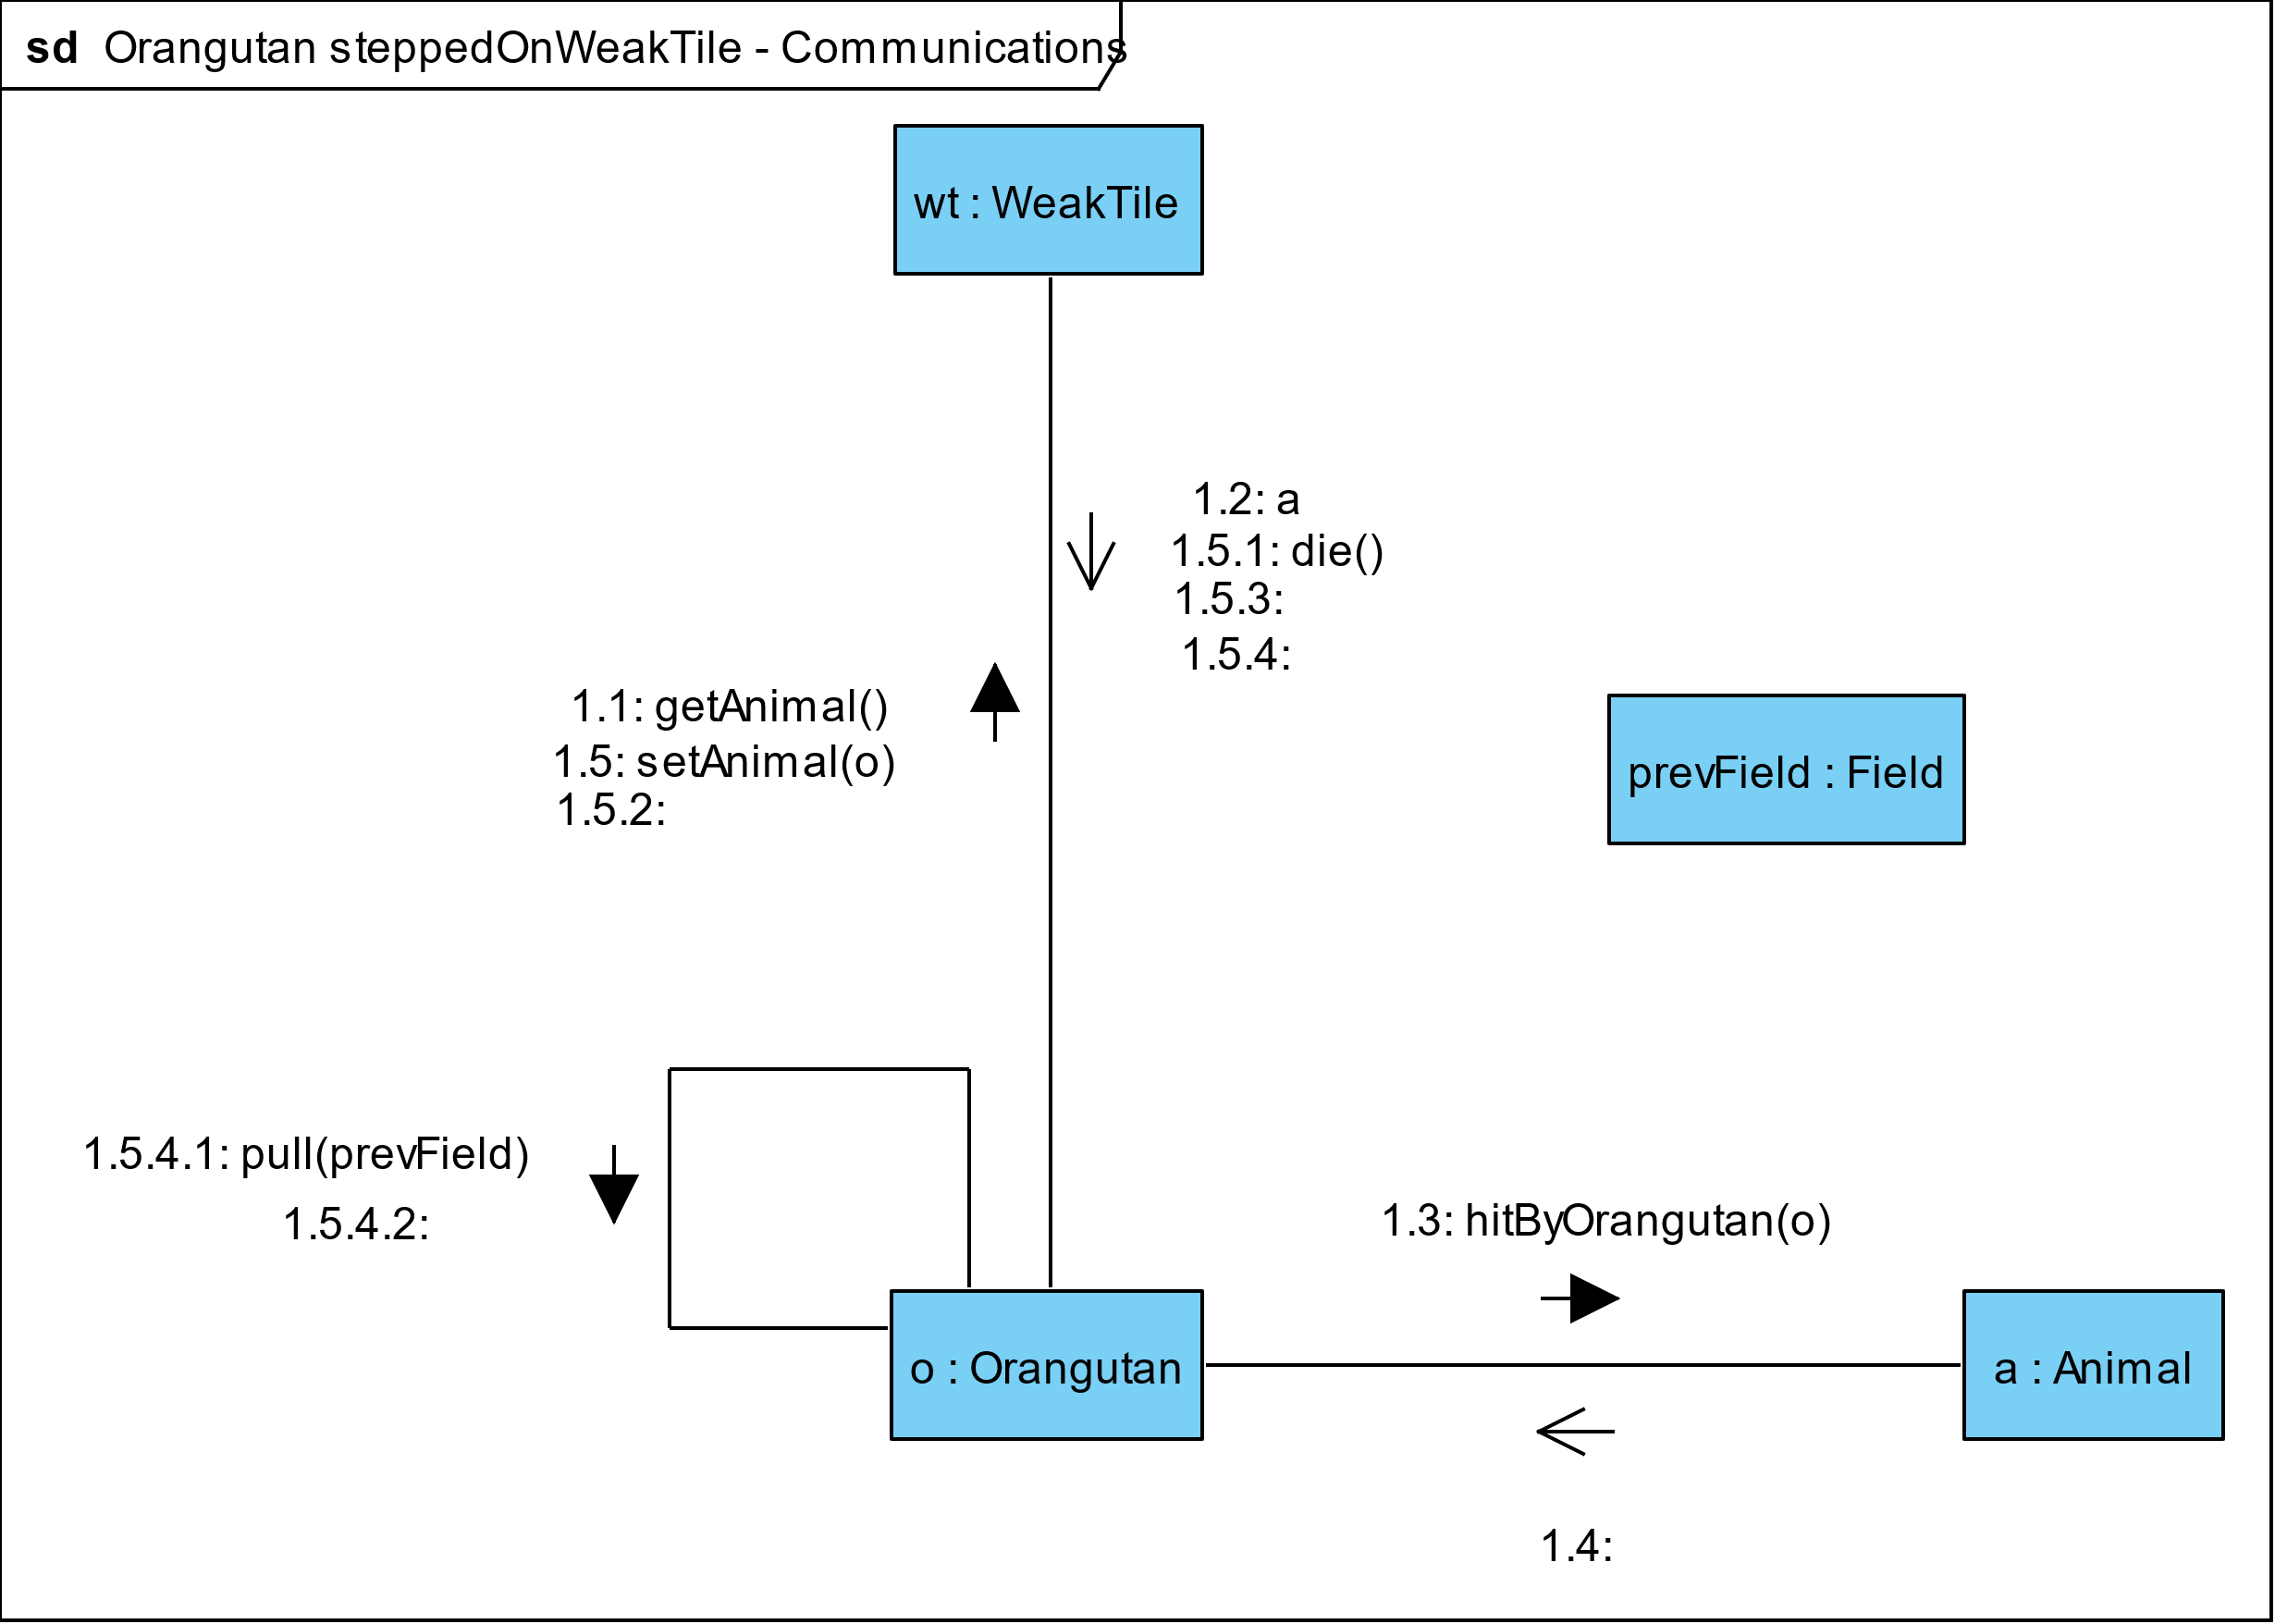 sd Orangutan steppedOnWeakTile - Communications
wt : WeakTile
1.2: a
1.5.1: die()
1.5.3:
1.5.4:
1.1: getAnimal()
1.5: setAnimal(o)
1.5.2:
prevField : Field
1.5.4.1: pull(prevField)
1.5.4.2:
1.3: hitByOrangutan(o)
o : Orangutan
a : Animal
1.4: